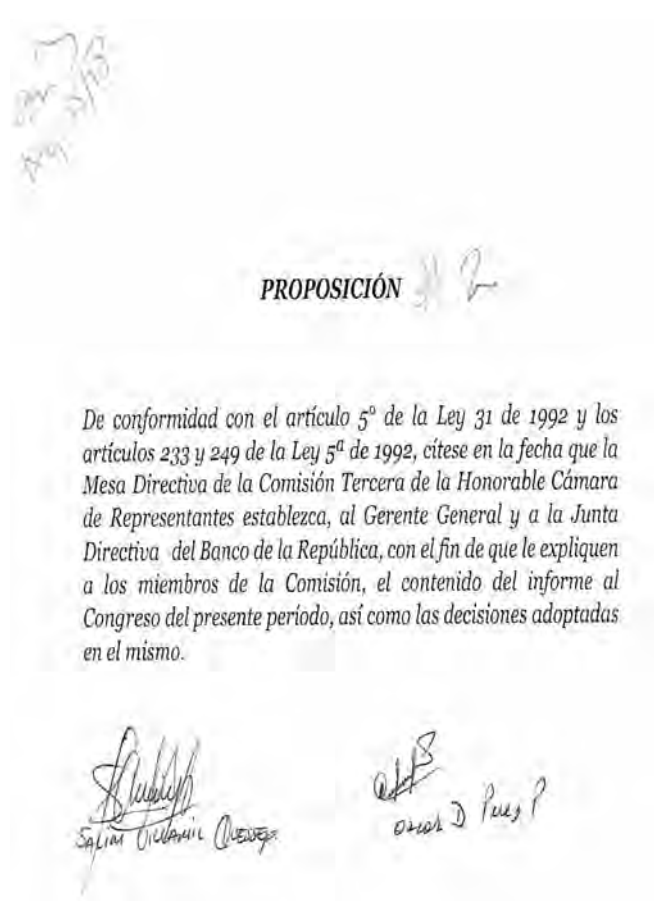 PROPOSICIÓN 2
De conformidad con el artículo 5º de la Ley 31 de 1992 y los
artículos 233 y 249 de la Ley 5ª de 1992, cítese en la fecha que la
Mesa Directiva de la Comisión Tercera de la Honorable Cámara
de Representantes establezca, al Gerente General y a la Junta
Directiva del Banco de la República, con el fin de que le expliquen
a los miembros de la Comisión, el contenido del informe al
Congreso del presente período, así como las decisiones adoptadas
en el mismo.
Salim Villamil
Oscar D Perez P